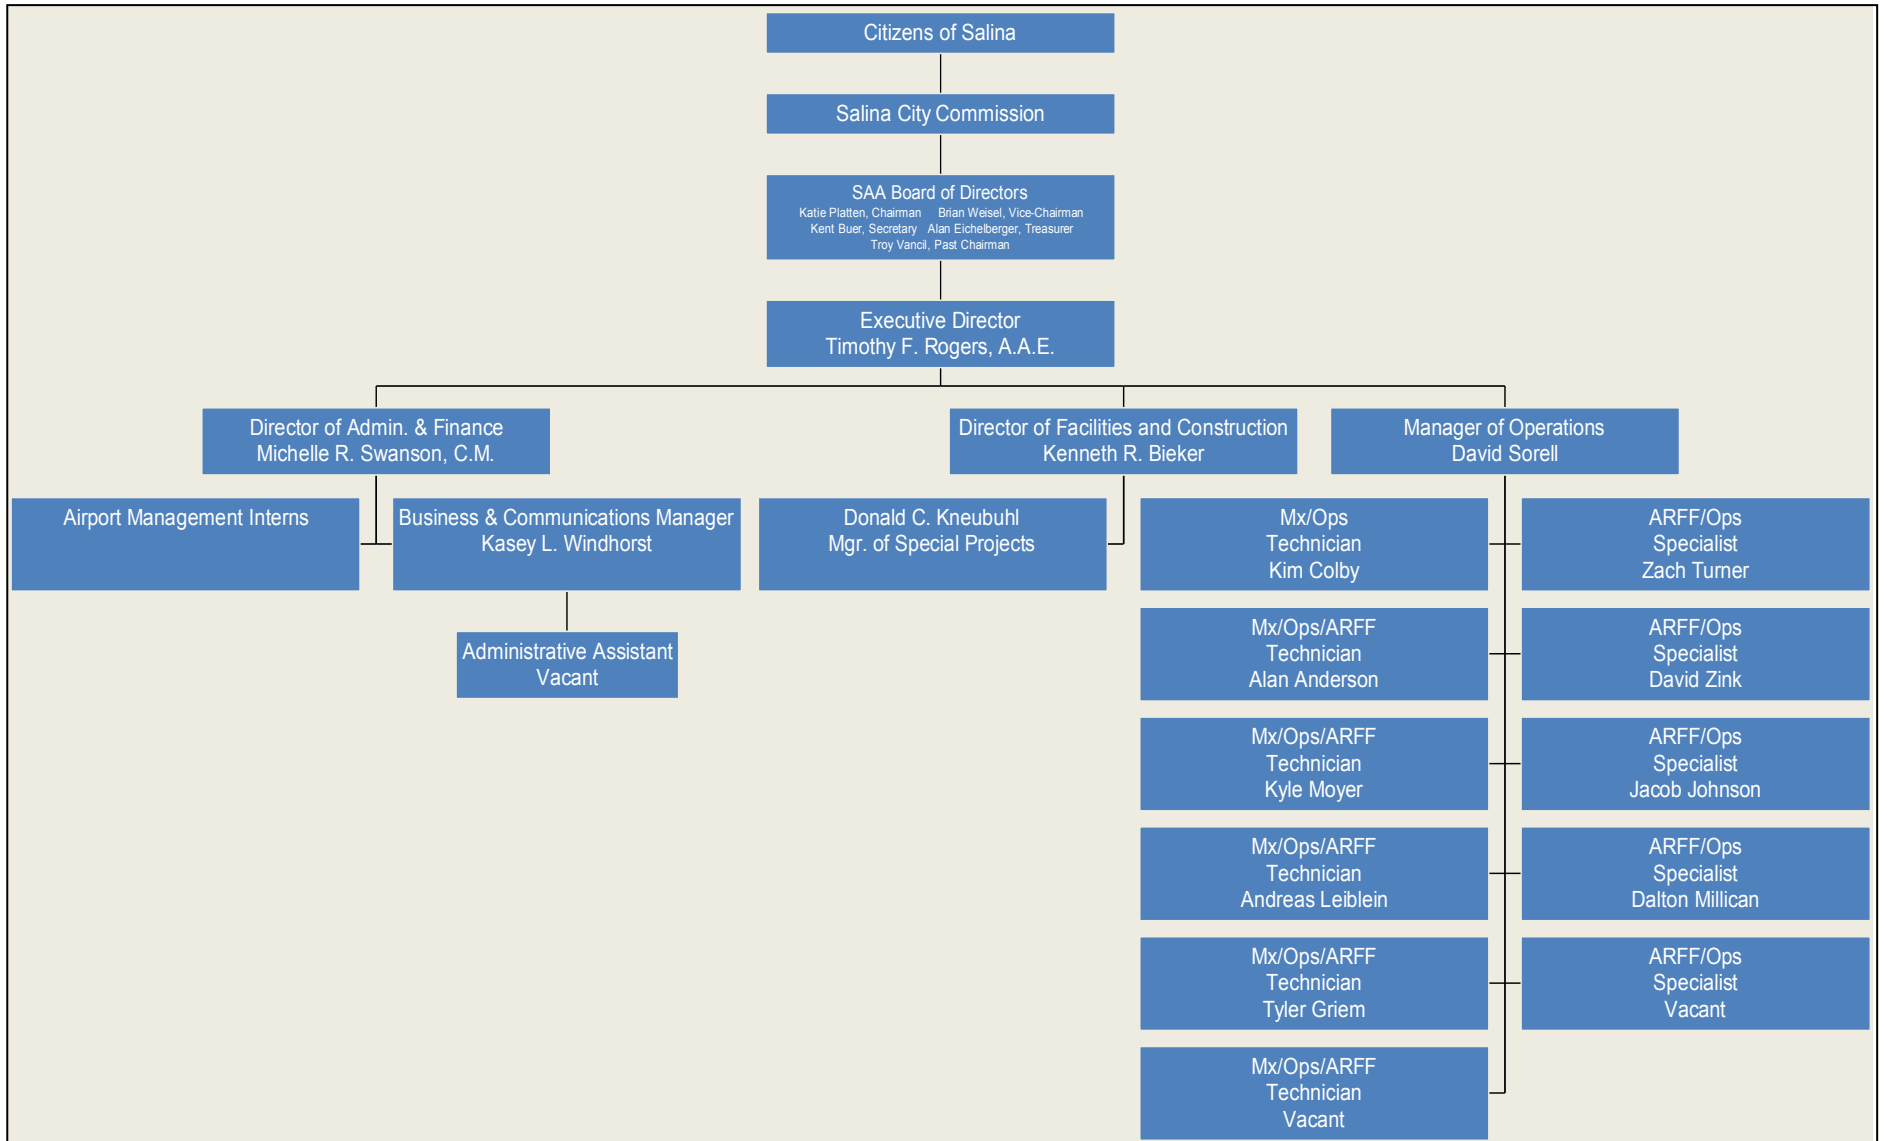 Citizens of Salina
Salina City Commission
SAA Board of Directors
Katie Platten, Chairman Brian Weisel, Vice-Chairman
Kent Buer, Secretary Alan Eichelberger, Treasurer
Troy Vancil, Past Chairman
Executive Director
Timothy F. Rogers, A.A.E.
Director of Admin. & Finance
Michelle R. Swanson, C.M.
Director of Facilities and Construction
Kenneth R. Bieker
Manager of Operations
David Sorell
Airport Management Interns
Business & Communications Manager
Kasey L. Windhorst
Administrative Assistant
Vacant
Donald C. Kneubuhl
Mgr. of Special Projects
Mx/Ops
Technician
Kim Colby
ARFF/Ops
Specialist
Zach Turner
Mx/Ops/ARFF
Technician
Alan Anderson
ARFF/Ops
Specialist
David Zink
Mx/Ops/ARFF
Technician
Kyle Moyer
ARFF/Ops
Specialist
Jacob Johnson
Mx/Ops/ARFF
Technician
Andreas Leiblein
ARFF/Ops
Specialist
Dalton Millican
Mx/Ops/ARFF
Technician
Tyler Griem
ARFF/Ops
Specialist
Vacant
Mx/Ops/ARFF
Technician
Vacant